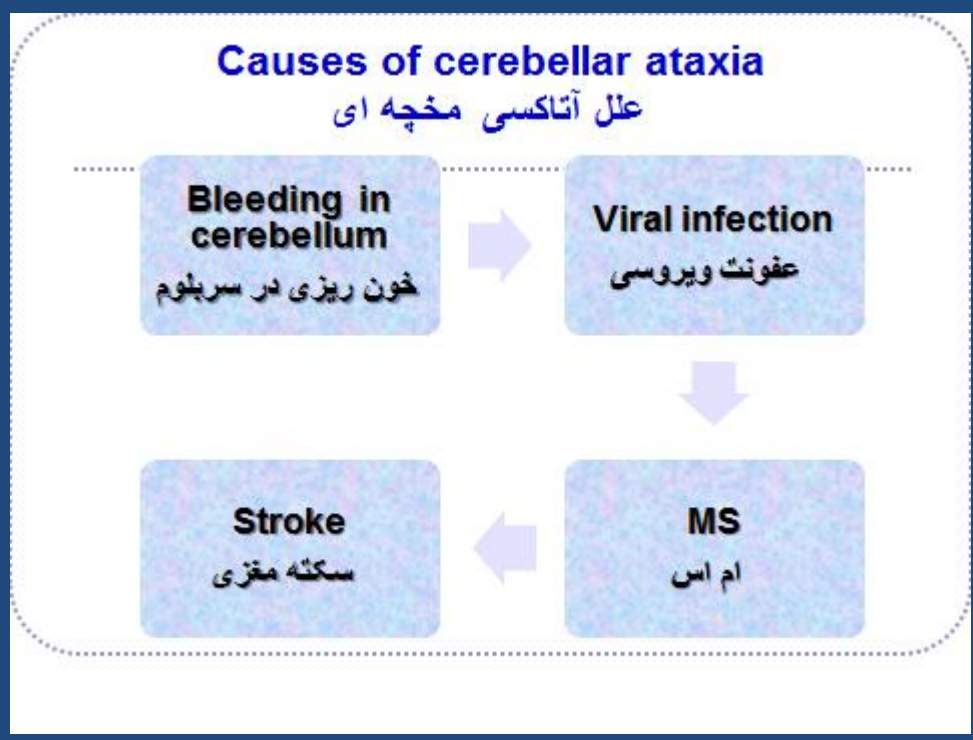 Causes of cerebellar ataxia
علل آتاکسی مخچه ای
Bleeding in
cerebellum
خون ریزی در سربلوم
Viral infection
عفونت ویروسی
MS
ام اس
Stroke
سکته مغزی